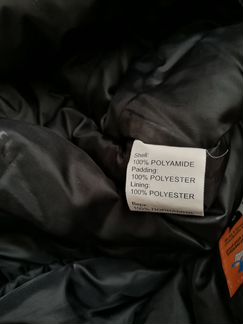 Shell:
100% POLYAMIDE
Padding:
100% POLYESTER
Lining:
100% POLYESTER